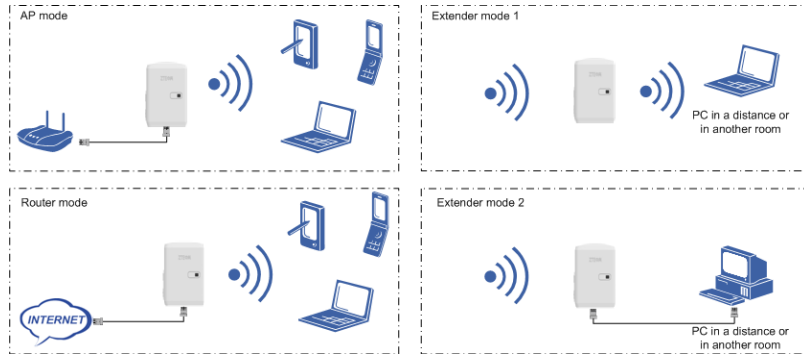 AP mode
Extender mode 1
PC in a distance or
in another room
Router mode
INTERNET
Extender mode 2
PC in a distance or
in another room